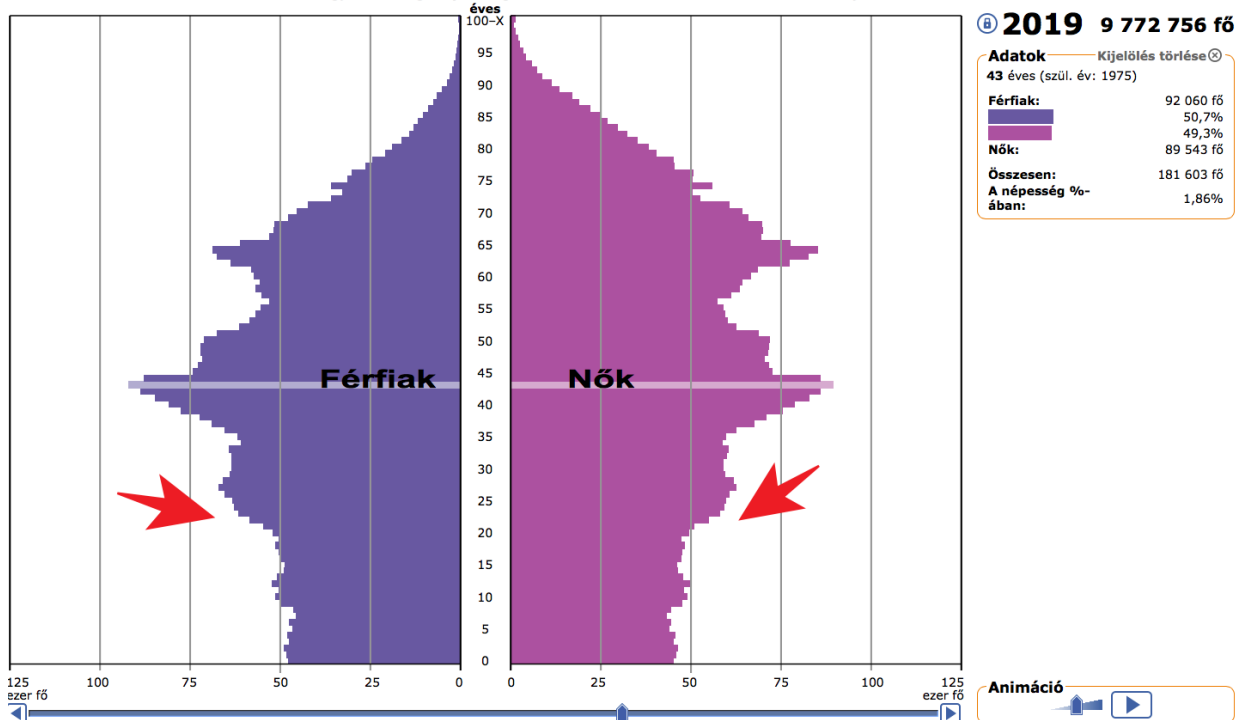 éves
100–X
95
90
85
80
75
70
65
60
55
50
45
40
35
30
25
20
15
10
5
0
Férfiak
Nők
125 100 75 50 25 0
0 25 50 75 100 125
ezer fő
ezer fő
2019 9 772 756 fő
Adatok Kijelölés törlése
43 éves (szül. év: 1975)
Férfiak: 92 060 fő
50,7%
49,3%
Nők: 89 543 fő
Összesen: 181 603 fő
A népesség %-
ában: 1,86%
Animáció